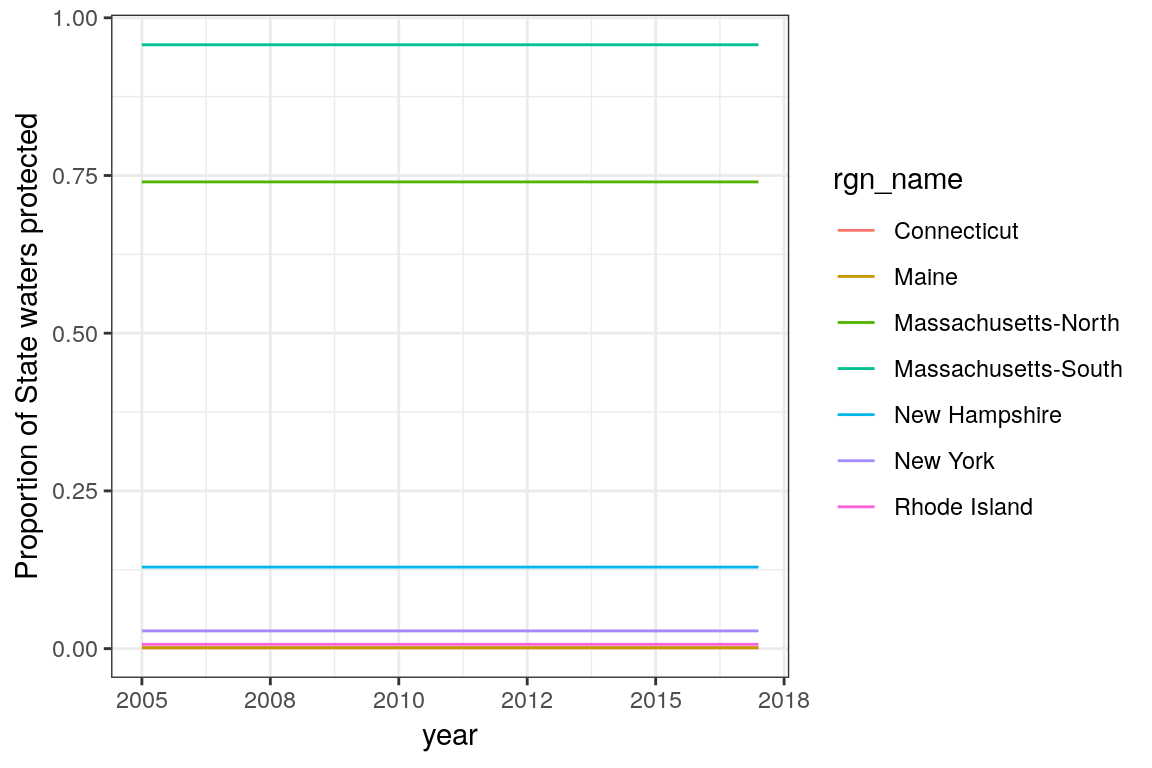 Proportion of State waters protected
1.00
0.75
0.50
0.25
0.00
2005 2008 2010 2012 2015 2018
year
rgn_name
Connecticut
Maine
Massachusetts-North
Massachusetts-South
New Hampshire
New York
Rhode Island